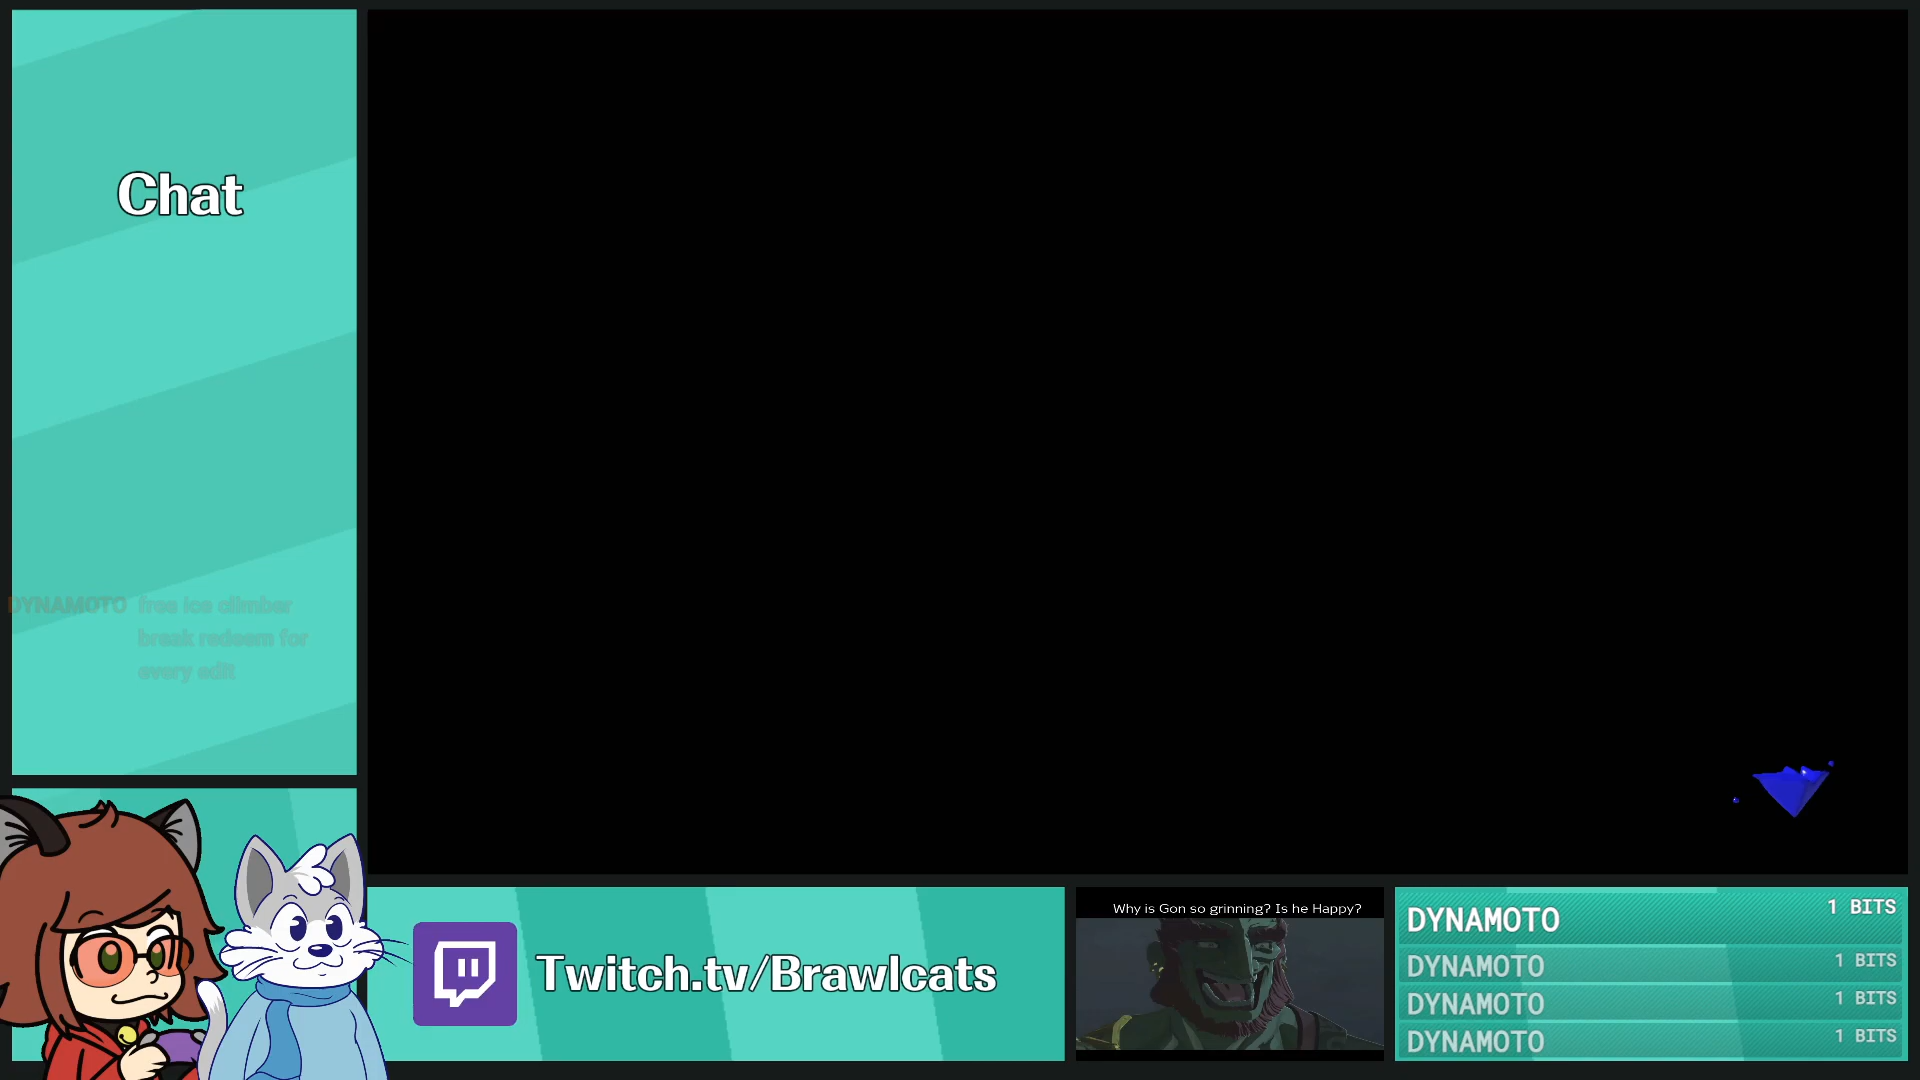 Chat
DYNAMOTO free ice climber
break redeem for
every edit
Twitch.tv/Brawlcats
Why is Gon so grinning? Is he Happy?
DYNAMOTO 1 BITS
DYNAMOTO 1 BITS
DYNAMOTO 1 BITS
DYNAMOTO 1 BITS